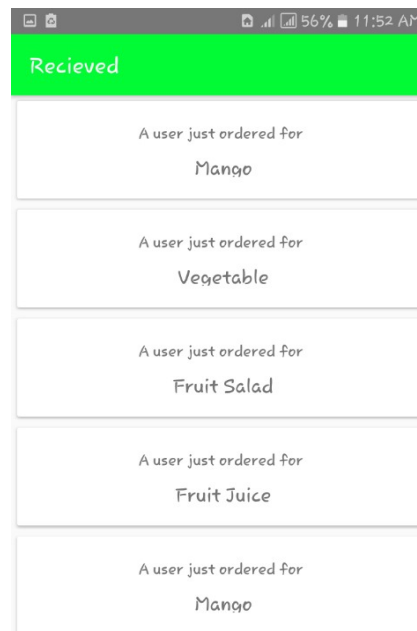 56% 11:52 AM
Recieved
A user just ordered for
Mango
A user just ordered for
Vegetable
A user just ordered for
Fruit Salad
A user just ordered for
Fruit Juice
A user just ordered for
Mango